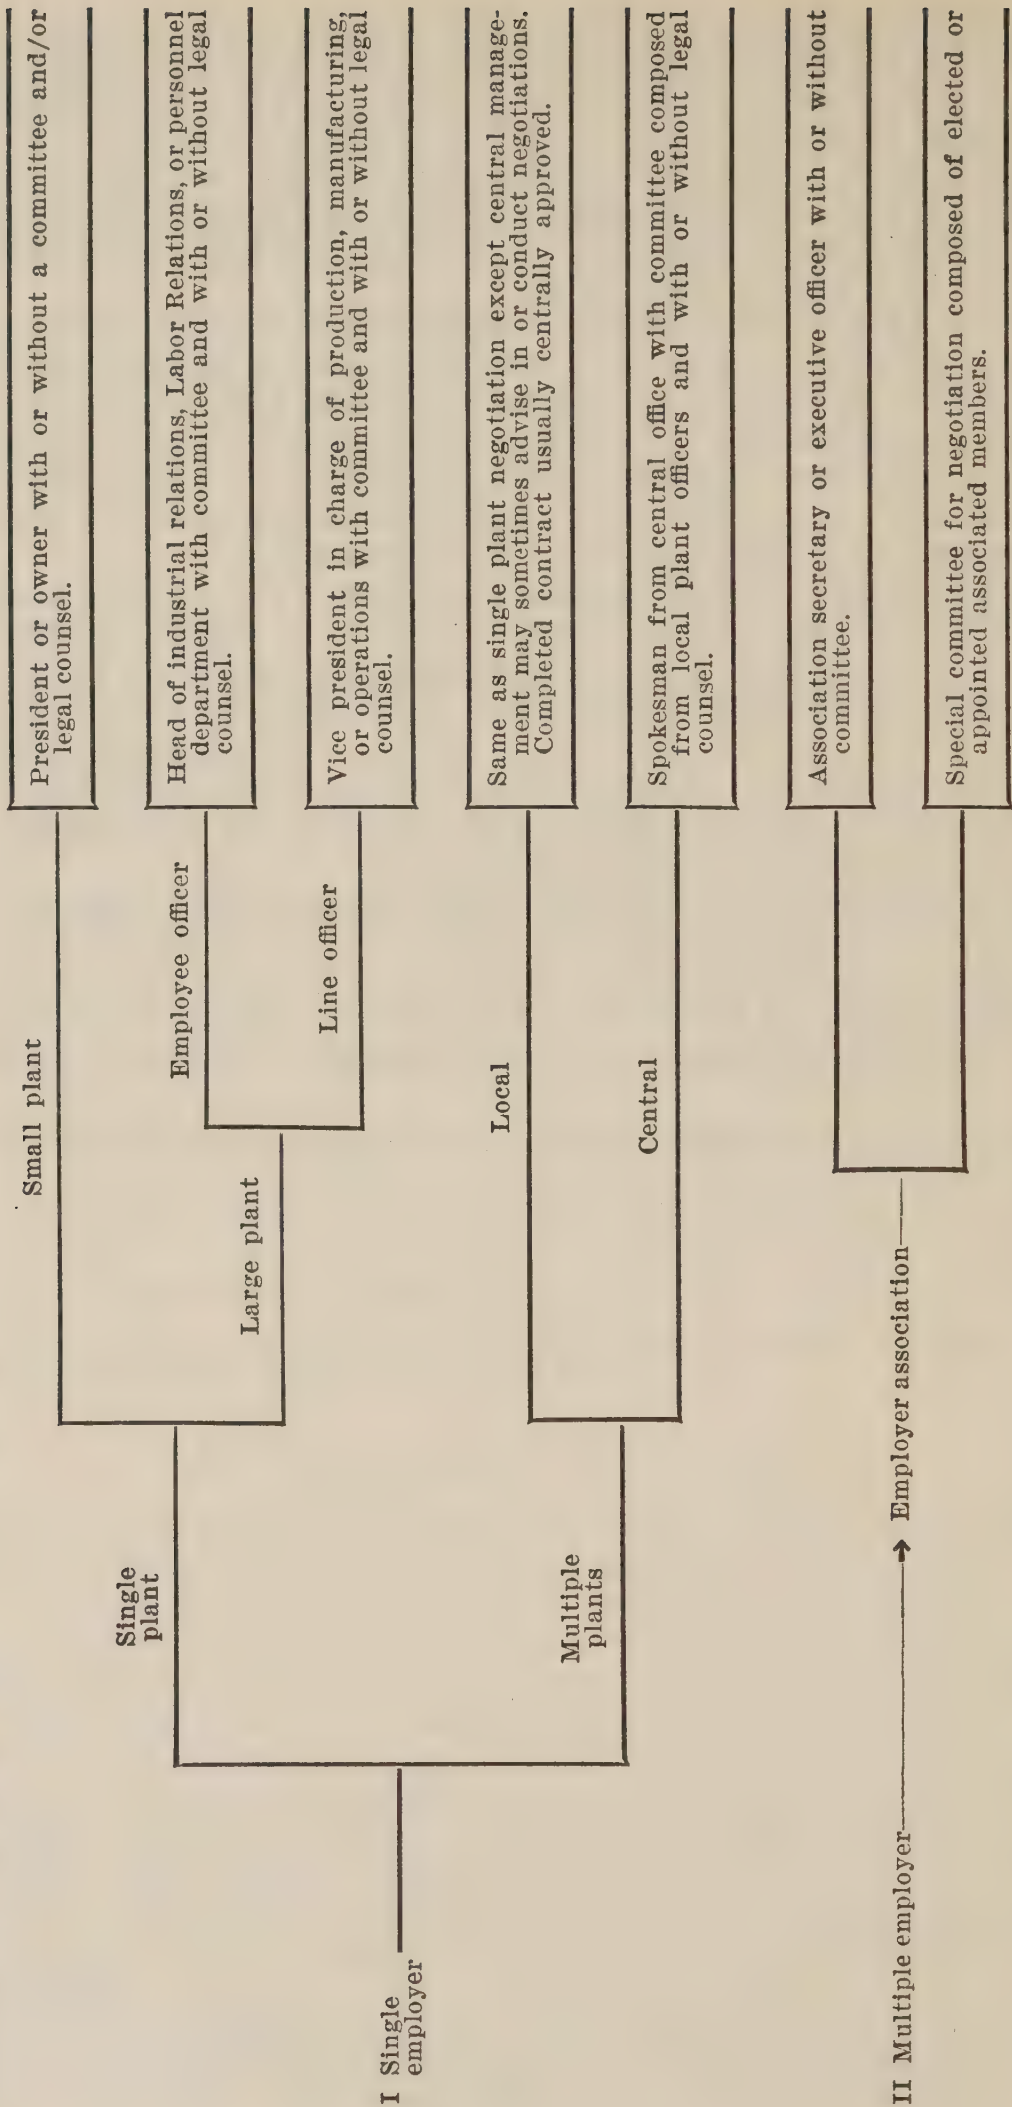 I Single
employer
Single
plant
Small plant
President or owner with or without a committee and/or
legal counsel.
Large plant
Employee officer
Head of industrial relations, Labor Relations, or personnel
department with committee and with or without legal
counsel.
Line officer
Vice president in charge of production, manufacturing,
or operations with committee and with or without legal
counsel.
Multiple
plants
Local
Same as single plant negotiation except central manage-
ment may sometimes advise in or conduct negotiations.
Completed contract usually centrally approved.
Central
Spokesman from central office with committee composed
from local plant officers and with or without legal
counsel.
II Multiple employer
Employer association
Association secretary or executive officer with or without
committee.
Special committee for negotiation composed of elected or
appointed associated members.